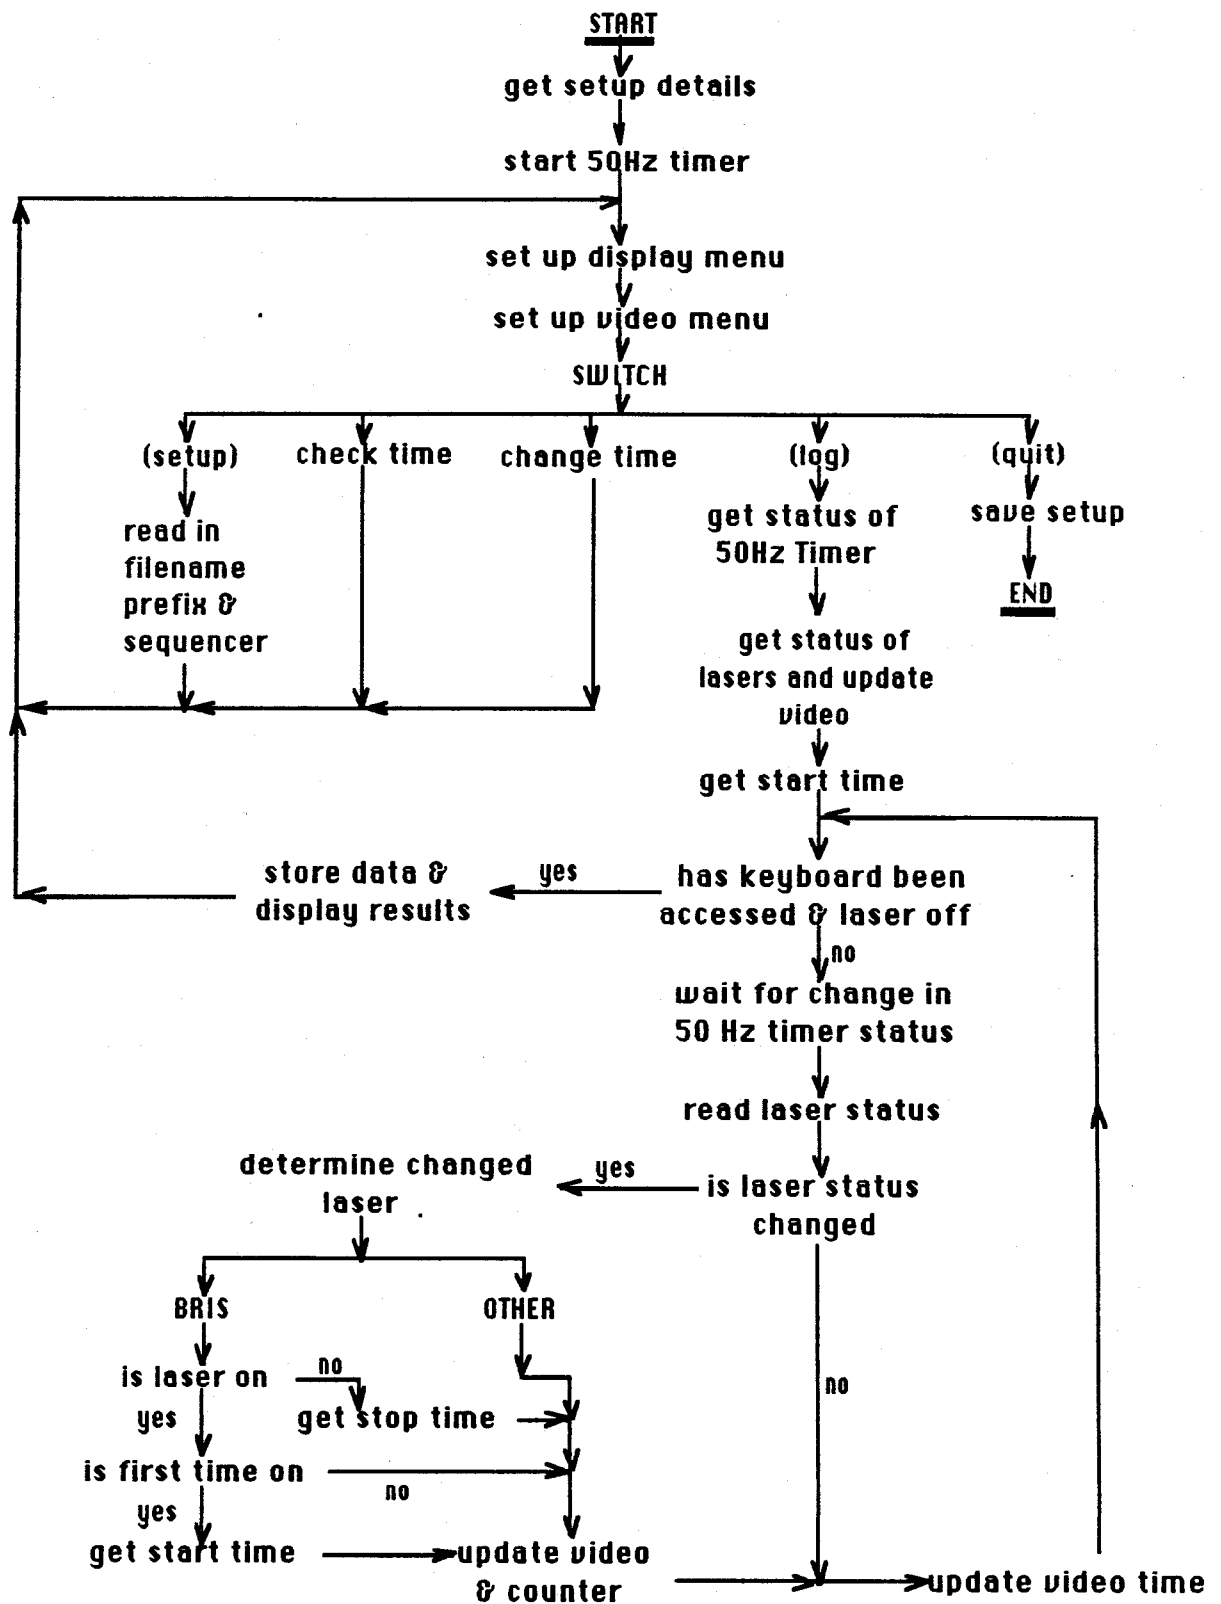 START
get setup details
start 50Hz timer
set up display menu
set up video menu
SWITCH
(setup)
check time
change time
(log)
(quit)
read in
filename
prefix &
sequencer
get status of
50Hz Timer
save setup
END
get status of
lasers and update
video
get start time
store data &
display results
yes
has keyboard been
accessed & laser off
no
wait for change in
50 Hz timer status
read laser status
determine changed
laser
yes
is laser status
changed
BRIS
OTHER
is laser on
no
yes
get stop time
no
is first time on
no
yes
get start time
update video
& counter
update video time